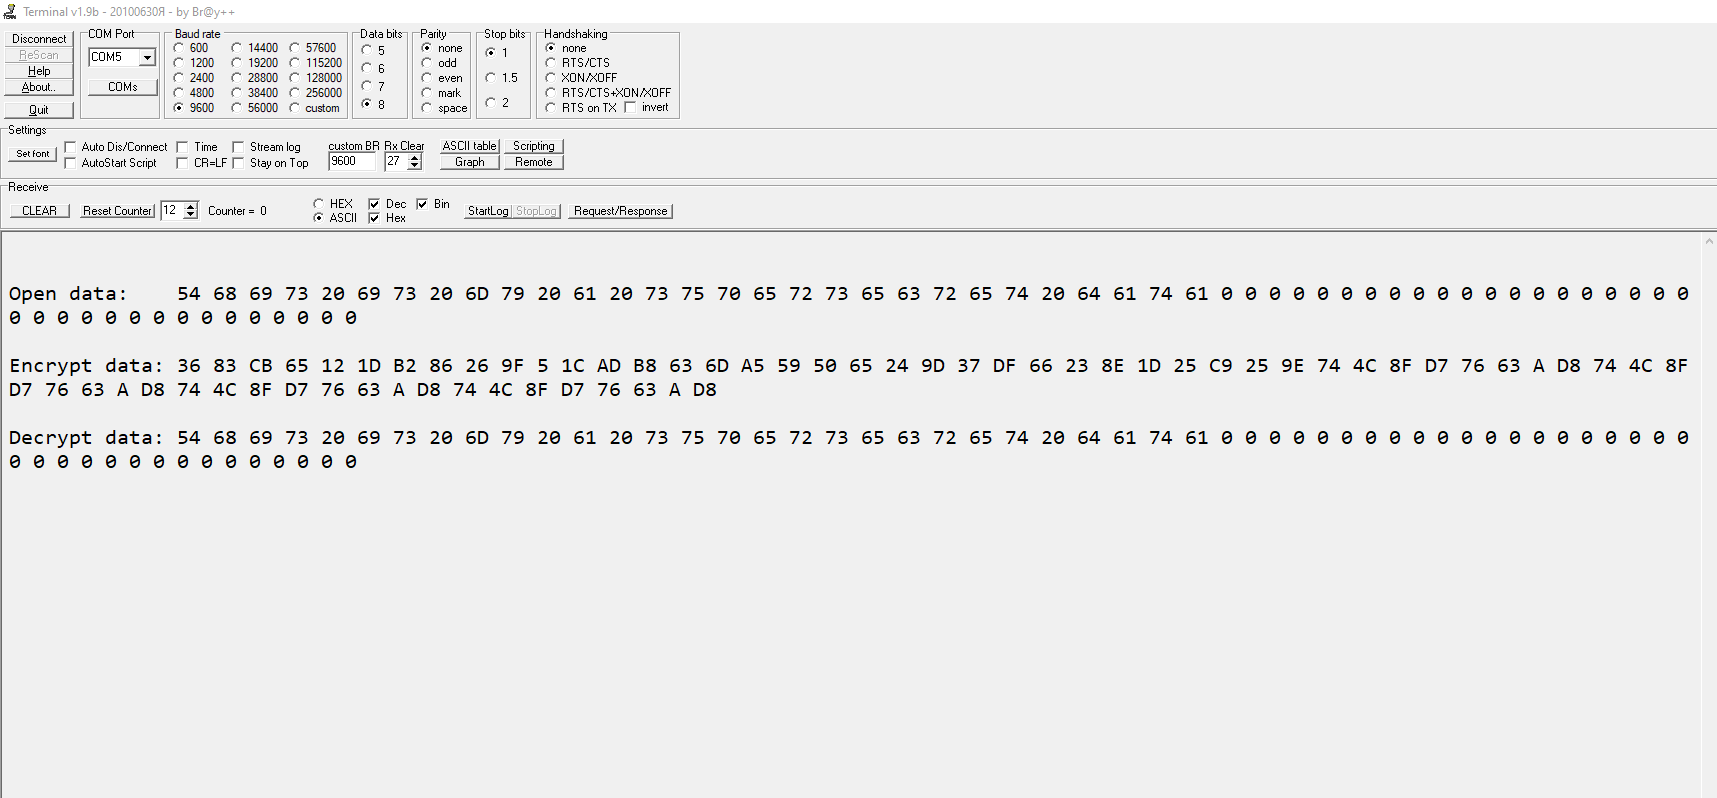 Terminal v1.9b - 20100630Я - by Br@y++
Disconnect
ReScan
Help
About..
Quit
COM Port
COM5
COMs
Baud rate
600 14400 57600
1200 19200 115200
2400 28800 128000
4800 38400 256000
9600 56000 custom
Data bits
5
6
7
8
Parity
none
odd
even
mark
space
Stop bits
1
1.5
2
Handshaking
none
RTS/CTS
XON/XOFF
RTS/CTS+XON/XOFF
RTS on TX invert
Settings
Set font
Auto Dis/Connect Time Stream log
AutoStart Script CR=LF Stay on Top
custom BR Rx Clear
9600 27
ASCII table Scripting
Graph Remote
Receive
CLEAR Reset Counter 12 Counter = 0
HEX Dec Bin
ASCII Hex
StartLog StopLog Request/Response
Open data: 54 68 69 73 20 69 73 20 6D 79 20 61 20 73 75 70 65 72 73 65 63 72 65 74 20 64 61 74 61 0 0 0 0 0 0 0 0 0 0 0 0 0 0 0 0 0 0 0 0
0 0 0 0 0 0 0 0 0 0 0 0 0 0 0
Encrypt data: 36 83 CB 65 12 1D B2 86 26 9F 5 1C AD B8 63 6D A5 59 50 65 24 9D 37 DF 66 23 8E 1D 25 C9 25 9E 74 4C 8F D7 76 63 A D8 74 4C 8F
D7 76 63 A D8 74 4C 8F D7 76 63 A D8 74 4C 8F D7 76 63 A D8
Decrypt data: 54 68 69 73 20 69 73 20 6D 79 20 61 20 73 75 70 65 72 73 65 63 72 65 74 20 64 61 74 61 0 0 0 0 0 0 0 0 0 0 0 0 0 0 0 0 0 0 0 0
0 0 0 0 0 0 0 0 0 0 0 0 0 0 0